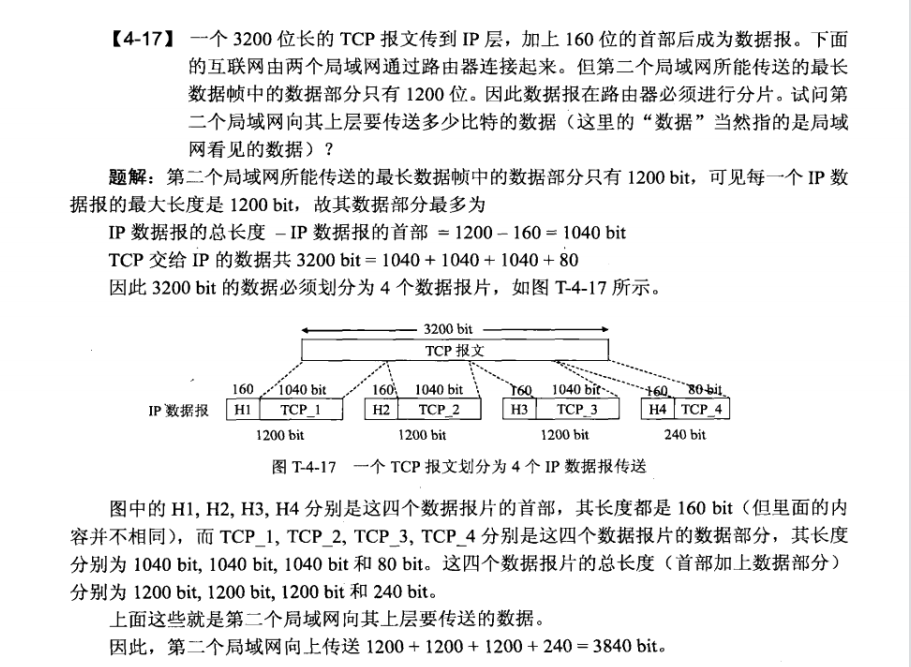 【4-17】 一个 3200 位长的 TCP 报文传到 IP 层，加上 160 位的首部后成为数据报。下面
的互联网由两个局域网通过路由器连接起来。但第二个局域网所能传送的最长
数据帧中的数据部分只有 1200 位。因此数据报在路由器必须进行分片。试问第
二个局域网向其上层要传送多少比特的数据（这里的“数据”当然指的是局域
网看见的数据）？
题解：第二个局域网所能传送的最长数据帧中的数据部分只有 1200 bit，可见每一个 IP 数
据报的最大长度是 1200 bit，故其数据部分最多为
IP 数据报的总长度 – IP 数据报的首部 = 1200 – 160 = 1040 bit
TCP 交给 IP 的数据共 3200 bit = 1040 + 1040 + 1040 + 80
因此 3200 bit 的数据必须划分为 4 个数据报片，如图 T-4-17 所示。
3200 bit
TCP 报文
160 1040 bit 160 1040 bit 160 1040 bit 160 80 bit
IP 数据报 H1 TCP_1 H2 TCP_2 H3 TCP_3 H4 TCP_4
1200 bit 1200 bit 1200 bit 240 bit
图 T-4-17 一个 TCP 报文划分为 4 个 IP 数据报传送
图中的 H1, H2, H3, H4 分别是这四个数据报片的首部，其长度都是 160 bit（但里面的内
容并不相同），而 TCP_1, TCP_2, TCP_3, TCP_4 分别是这四个数据报片的数据部分，其长度
分别为 1040 bit, 1040 bit, 1040 bit 和 80 bit。这四个数据报片的总长度（首部加上数据部分）
分别为 1200 bit, 1200 bit, 1200 bit 和 240 bit。
上面这些就是第二个局域网向其上层要传送的数据。
因此，第二个局域网向上传送 1200 + 1200 + 1200 + 240 = 3840 bit。